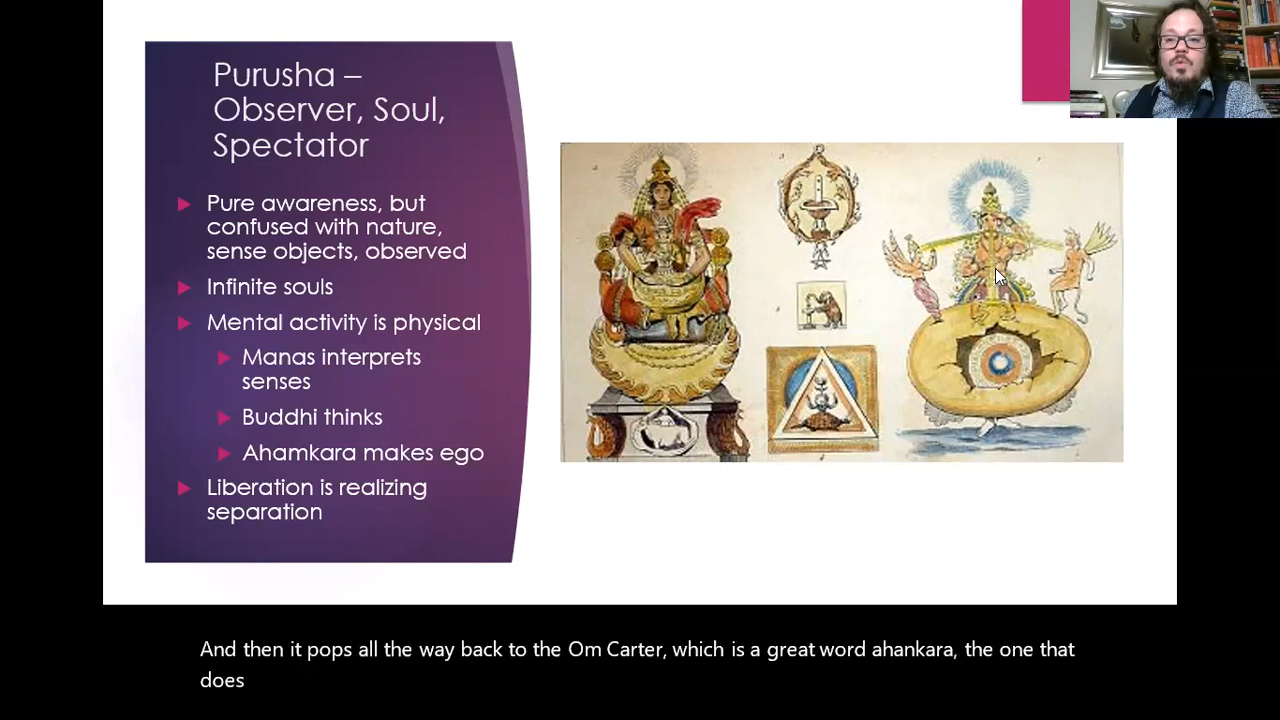 Purusha –
Observer, Soul,
Spectator
Pure awareness, but
confused with nature,
sense objects, observed
Infinite souls
Mental activity is physical
Manas interprets
senses
Buddhi thinks
Ahamkara makes ego
Liberation is realizing
separation
And then it pops all the way back to the Om Carter, which is a great word ahankara, the one that
does